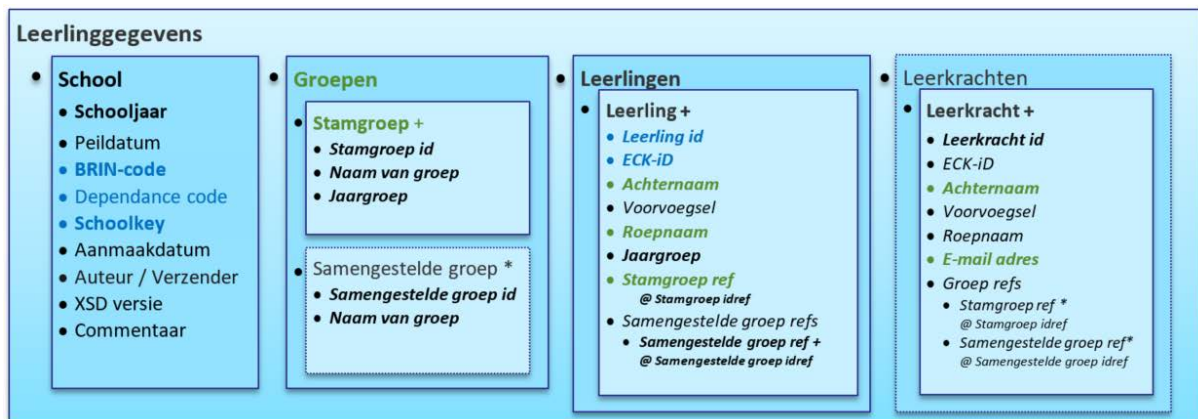 Leerlinggegevens
• School
• Schooljaar
• Peildatum
• BRIN-code
• Dependance code
• Schoolkey
• Aanmaakdatum
• Auteur / Verzender
• XSD versie
• Commentaar
• Groepen
• Stamgroep +
• Stamgroep id
• Naam van groep
• Jaargroep
• Samengestelde groep *
• Samengestelde groep id
• Naam van groep
• Leerlingen
• Leerling +
• Leerling id
• ECK-iD
• Achternaam
• Voorvoegsel
• Roepnaam
• Jaargroep
• Stamgroep ref
@ Stamgroep idref
• Samengestelde groep refs
• Samengestelde groep ref +
@ Samengestelde groep idref
• Leerkrachten
• Leerkracht +
• Leerkracht id
• ECK-iD
• Achternaam
• Voorvoegsel
• Roepnaam
• E-mail adres
• Groep refs
• Stamgroep ref *
@ Stamgroep idref
• Samengestelde groep ref*
@ Samengestelde groep idref